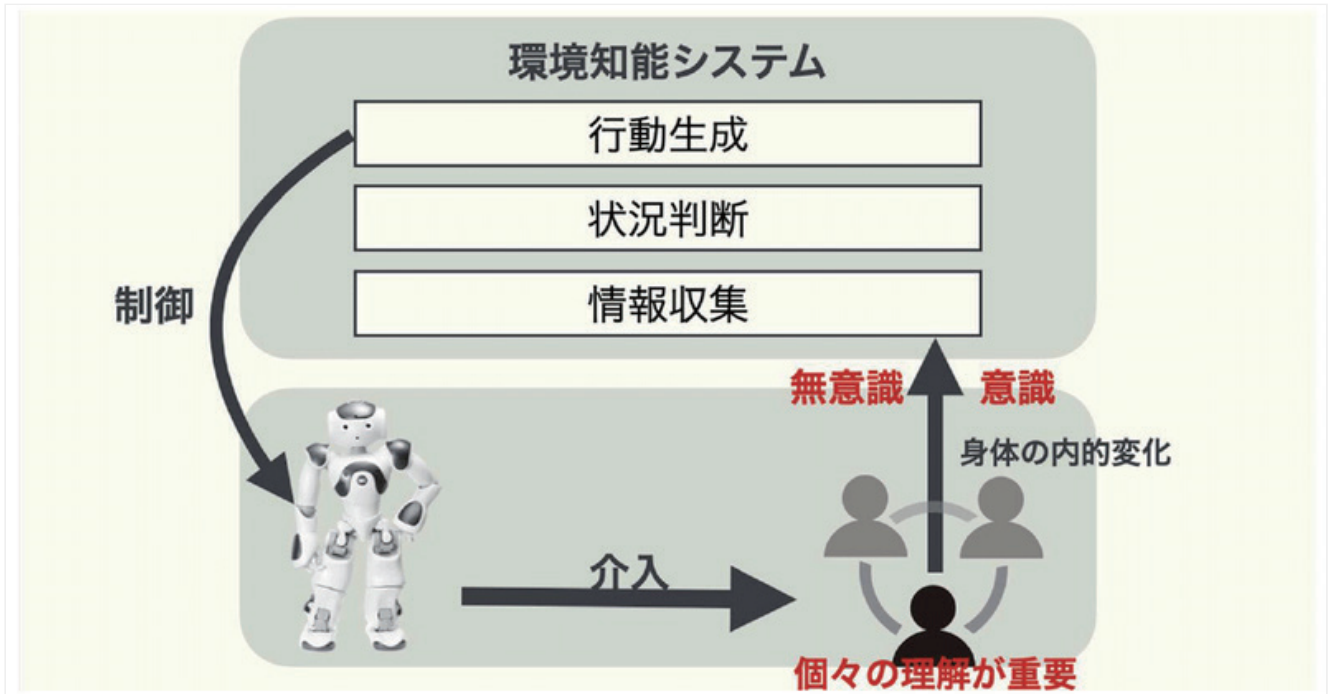 環境知能システム
行動生成
状況判断
情報収集
制御
無意識
意識
身体の内的変化
介入
個々の理解が重要